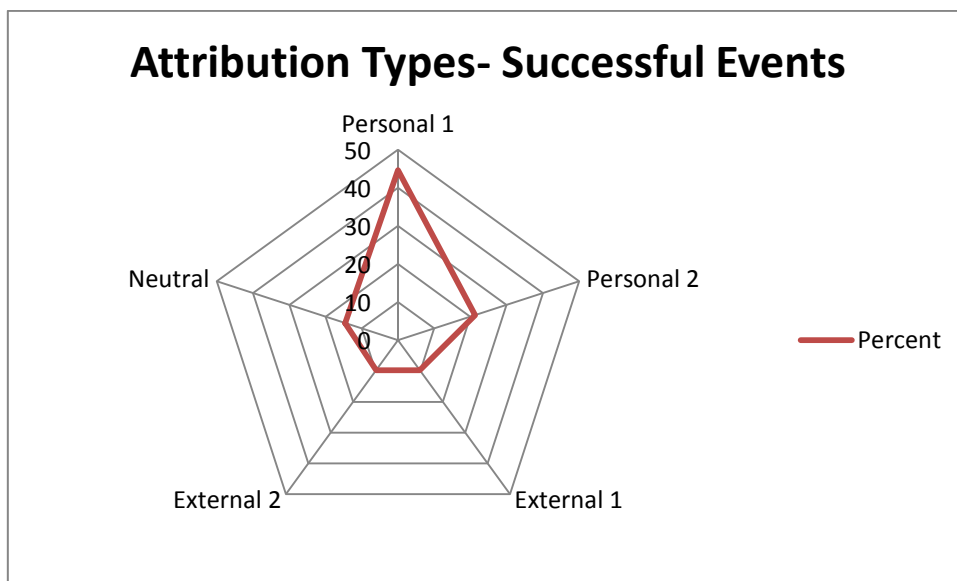 Attribution Types- Successful Events
Personal 1
50
40
30
20
10
0
Neutral
Personal 2
Percent
External 2
External 1